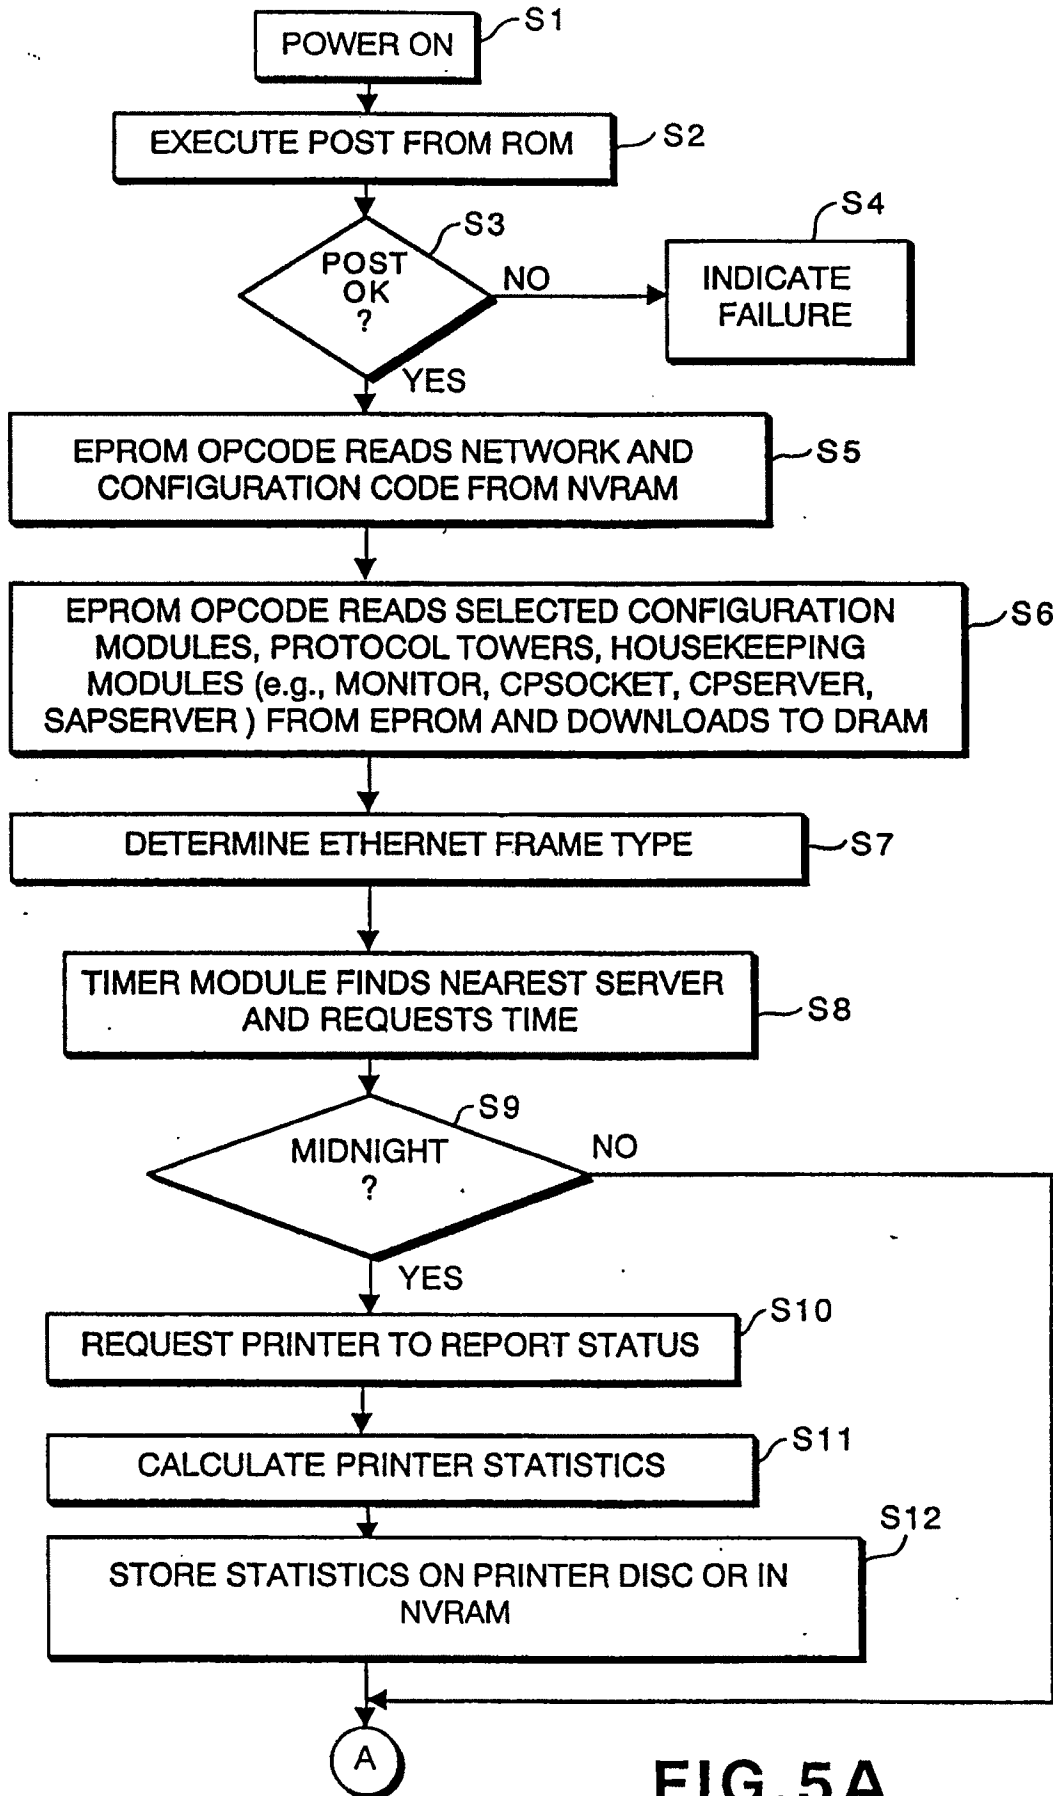 POWER ON
S1
EXECUTE POST FROM ROM
S2
POST
OK
?
S3
NO
S4
INDICATE
FAILURE
YES
EPROM OPCODE READS NETWORK AND
CONFIGURATION CODE FROM NVRAM
S5
EPROM OPCODE READS SELECTED CONFIGURATION
MODULES, PROTOCOL TOWERS, HOUSEKEEPING
MODULES (e.g., MONITOR, CPSOCKET, CPSERVER,
SAPSERVER ) FROM EPROM AND DOWNLOADS TO DRAM
S6
DETERMINE ETHERNET FRAME TYPE
S7
TIMER MODULE FINDS NEAREST SERVER
AND REQUESTS TIME
S8
MIDNIGHT
?
S9
NO
YES
REQUEST PRINTER TO REPORT STATUS
S10
CALCULATE PRINTER STATISTICS
S11
STORE STATISTICS ON PRINTER DISC OR IN
NVRAM
S12
A
FIG.5A